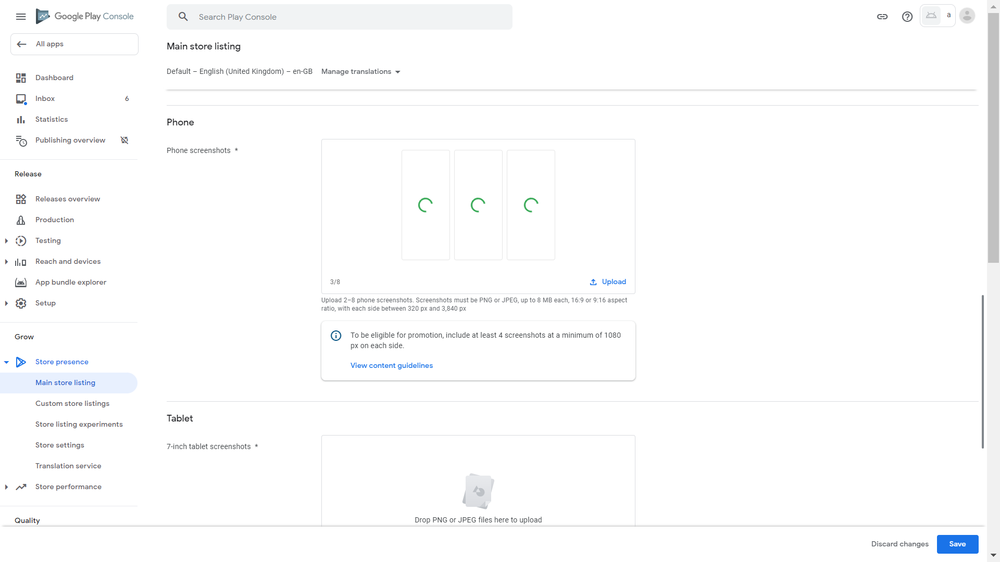 Google Play Console
Search Play Console
a
All apps
Main store listing
Default – English (United Kingdom) – en-GB
Manage translations
Dashboard
Inbox
6
Statistics
Publishing overview
Release
Releases overview
Production
Testing
Reach and devices
App bundle explorer
Setup
Grow
Store presence
Main store listing
Custom store listings
Store listing experiments
Store settings
Translation service
Store performance
Quality
Phone
Phone screenshots *
3/8
Upload
Upload 2–8 phone screenshots. Screenshots must be PNG or JPEG, up to 8 MB each, 16:9 or 9:16 aspect
ratio, with each side between 320 px and 3,840 px
To be eligible for promotion, include at least 4 screenshots at a minimum of 1080
px on each side.
View content guidelines
Tablet
7-inch tablet screenshots *
Drop PNG or JPEG files here to upload
Discard changes
Save